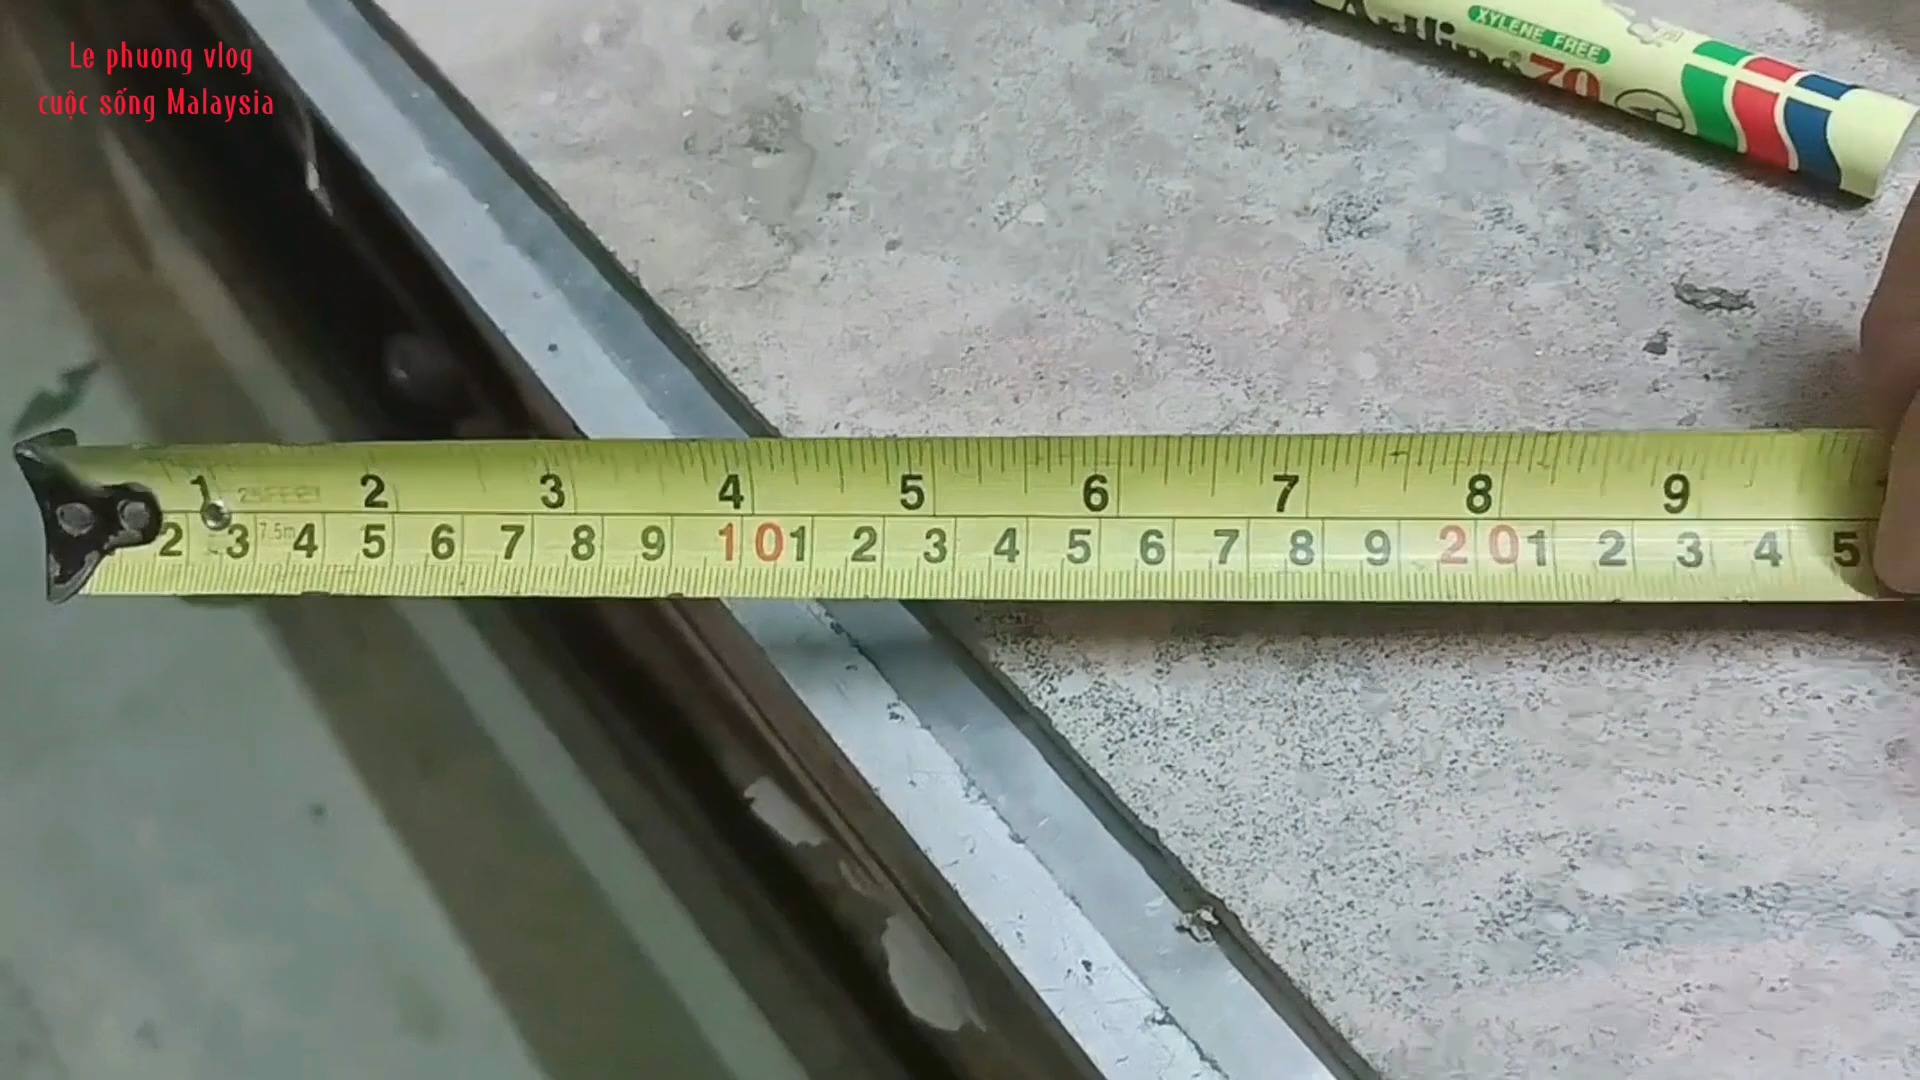 Le phuong vlog
cuộc sống Malaysia
XYLENE FREE
Artline 70
1 2 3 4 5 6 7 8 9
7.5m
2 3 4 5 6 7 8 9 10 1 2 3 4 5 6 7 8 9 20 1 2 3 4 5